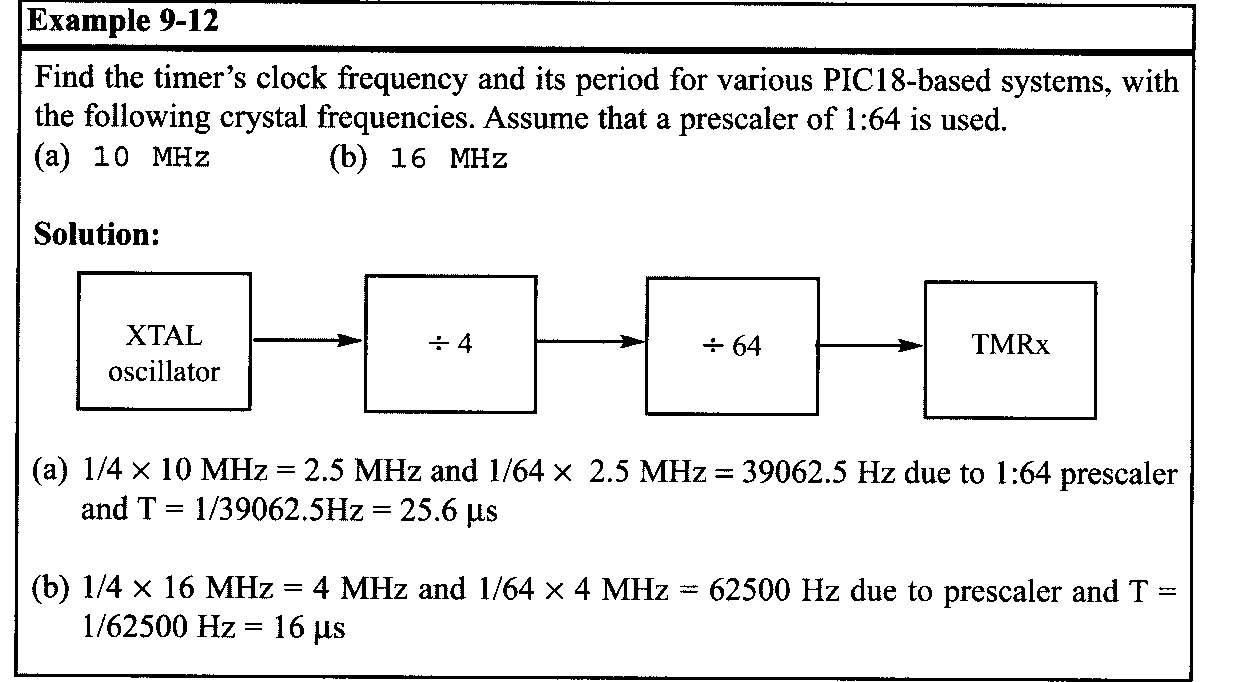 Example 9-12
Find the timer's clock frequency and its period for various PIC18-based systems, with
the following crystal frequencies. Assume that a prescaler of 1:64 is used.
(a) 10 MHz (b) 16 MHz
Solution:
XTAL
oscillator
÷ 4
÷ 64
TMRx
(a) 1/4 × 10 MHz = 2.5 MHz and 1/64 × 2.5 MHz = 39062.5 Hz due to 1:64 prescaler
and T = 1/39062.5Hz = 25.6 μs
(b) 1/4 × 16 MHz = 4 MHz and 1/64 × 4 MHz = 62500 Hz due to prescaler and T =
1/62500 Hz = 16 μs